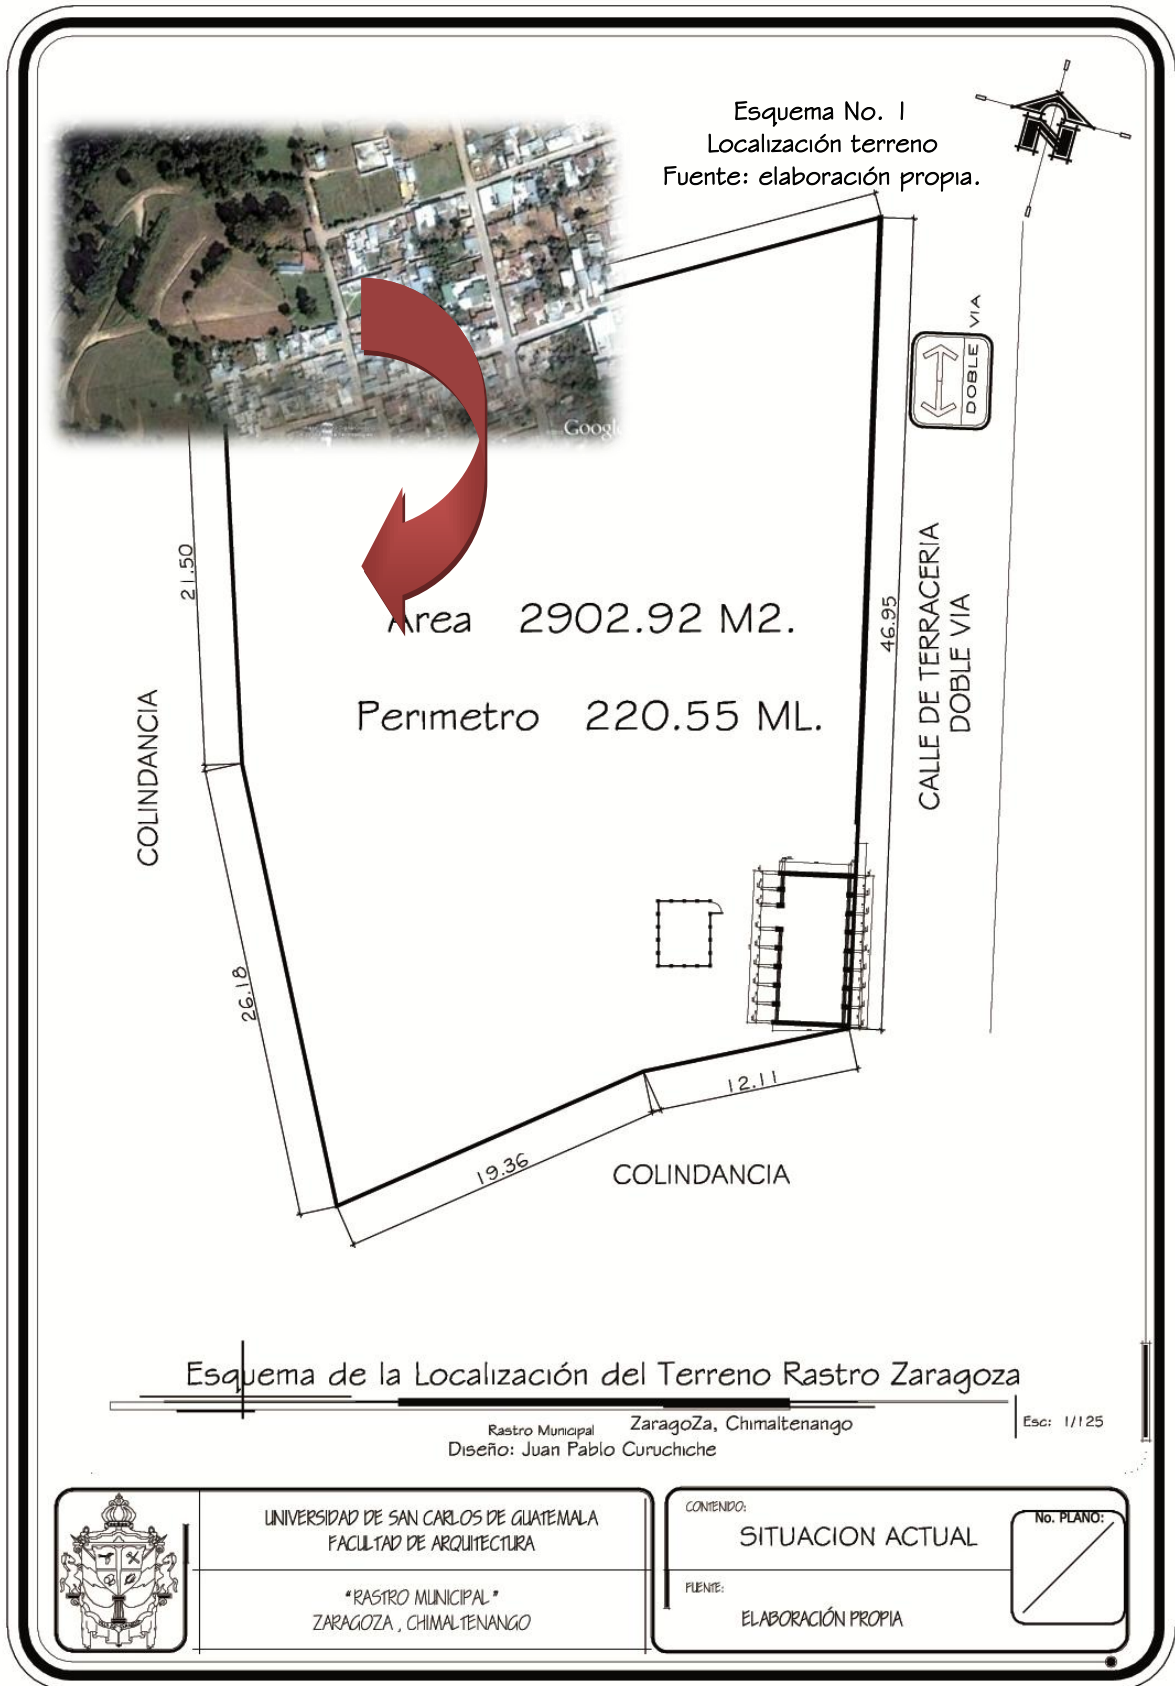 Esquema No. 1
Localización terreno
Fuente: elaboración propia.
Google
DOBLE VIA
21.50
Area 2902.92 M2.
46.95
CALLE DE TERRACERIA
DOBLE VIA
Perimetro 220.55 ML.
COLINDANCIA
26.18
12.11
19.36
COLINDANCIA
Esquema de la Localización del Terreno Rastro Zaragoza
Rastro Municipal ZaragoZa, Chimaltenango
Esc: 1/125
Diseño: Juan Pablo Curuchiche
UNIVERSIDAD DE SAN CARLOS DE GUATEMALA
FACULTAD DE ARQUITECTURA
"RASTRO MUNICIPAL"
ZARAGOZA , CHIMALTENANGO
CONTENIDO:
SITUACION ACTUAL
FUENTE:
ELABORACIÓN PROPIA
No. PLANO: